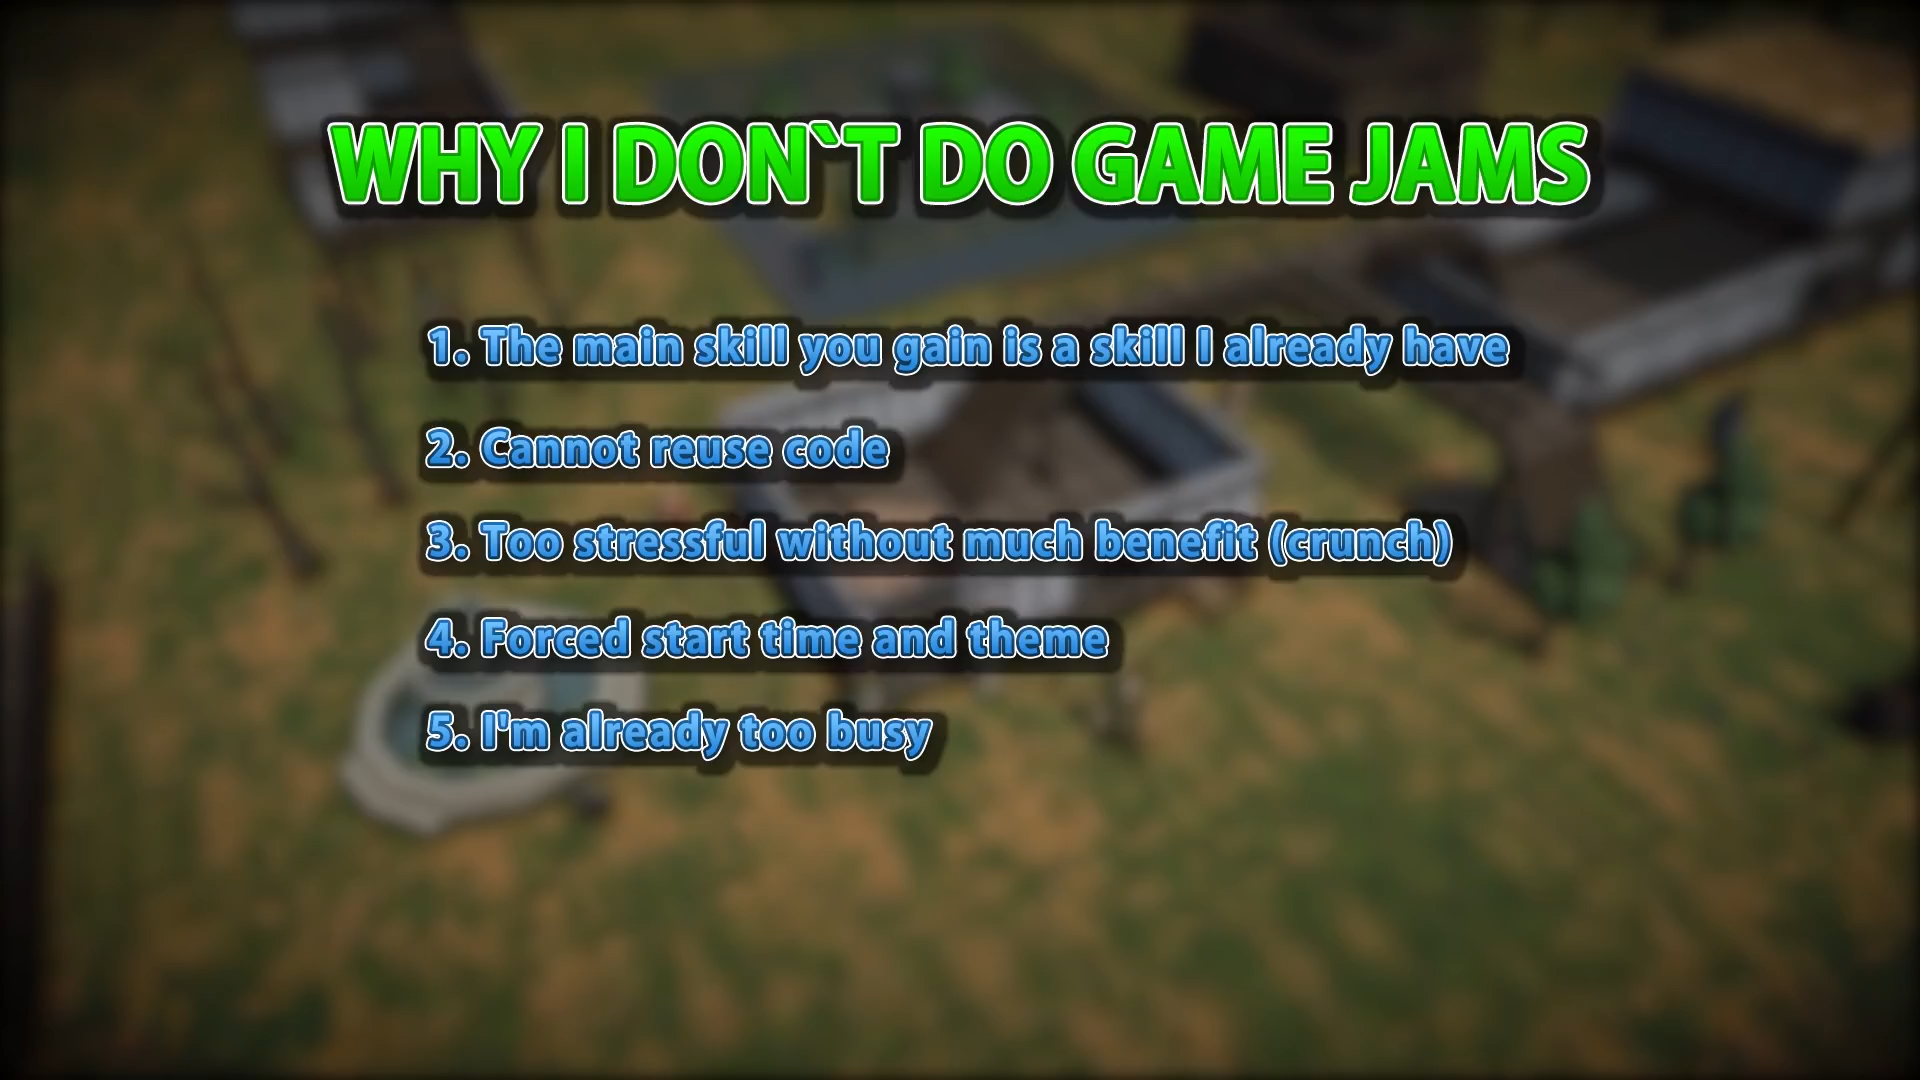 WHY I DON`T DO GAME JAMS
1. The main skill you gain is a skill I already have
2. Cannot reuse code
3. Too stressful without much benefit (crunch)
4. Forced start time and theme
5. I'm already too busy